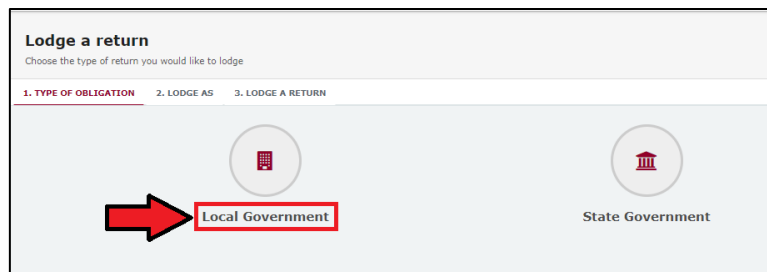 Lodge a return
Choose the type of return you would like to lodge
1. TYPE OF OBLIGATION 2. LODGE AS 3. LODGE A RETURN
Local Government State Government